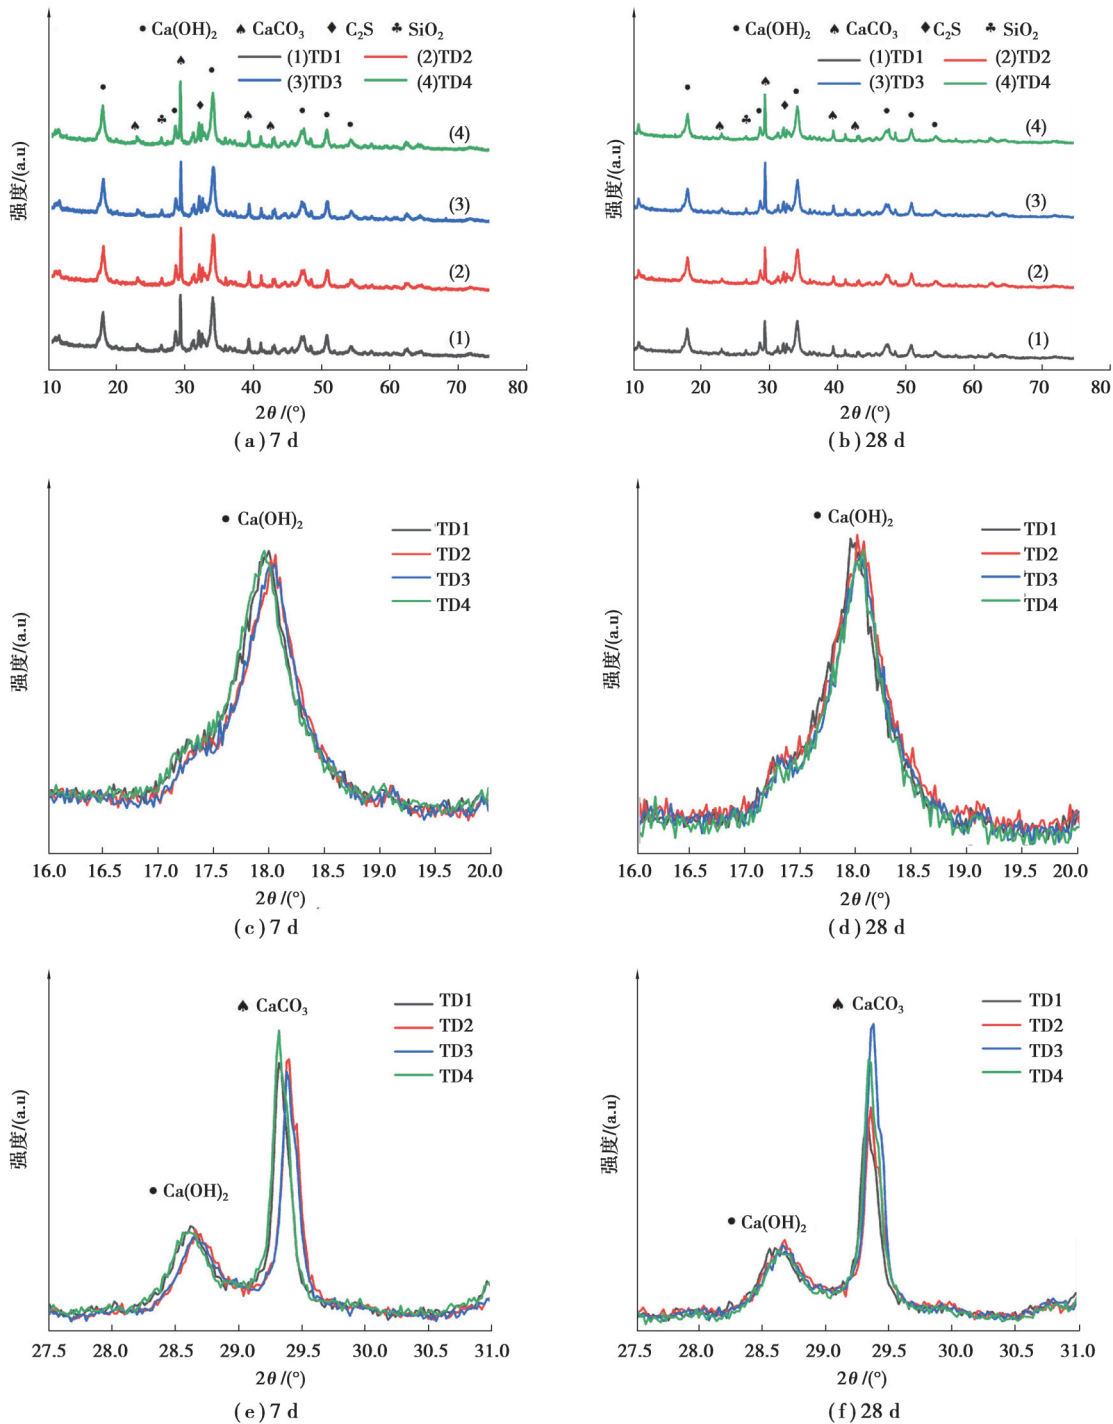 • Ca(OH)₂ ♠ CaCO₃ ♦ C₂S ♣ SiO₂
(1)TD1 (2)TD2
(3)TD3 (4)TD4
(4)
(3)
(2)
(1)
强度/(a.u)
10 20 30 40 50 60 70 80
2θ/(°)
(a) 7 d
• Ca(OH)₂ ♠ CaCO₃ ♦ C₂S ♣ SiO₂
(1)TD1 (2)TD2
(3)TD3 (4)TD4
(4)
(3)
(2)
(1)
强度/(a.u)
10 20 30 40 50 60 70 80
2θ/(°)
(b) 28 d
• Ca(OH)₂
TD1
TD2
TD3
TD4
强度/(a.u)
16.0 17.0 17.5 18.0 18.5 19.0 19.5 20.0
2θ/(°)
(c) 7 d
• Ca(OH)₂
TD1
TD2
TD3
TD4
强度/(a.u)
16.0 17.0 17.5 18.0 18.5 19.0 19.5 20.0
2θ/(°)
(d) 28 d
♠ CaCO₃
TD1
TD2
TD3
TD4
• Ca(OH)₂
强度/(a.u)
27.5 28.0 28.5 29.0 29.5 30.0 30.5 31.0
2θ/(°)
(e) 7 d
♠ CaCO₃
TD1
TD2
TD3
TD4
• Ca(OH)₂
强度/(a.u)
27.5 28.0 28.5 29.0 29.5 30.0 30.5 31.0
2θ/(°)
(f) 28 d